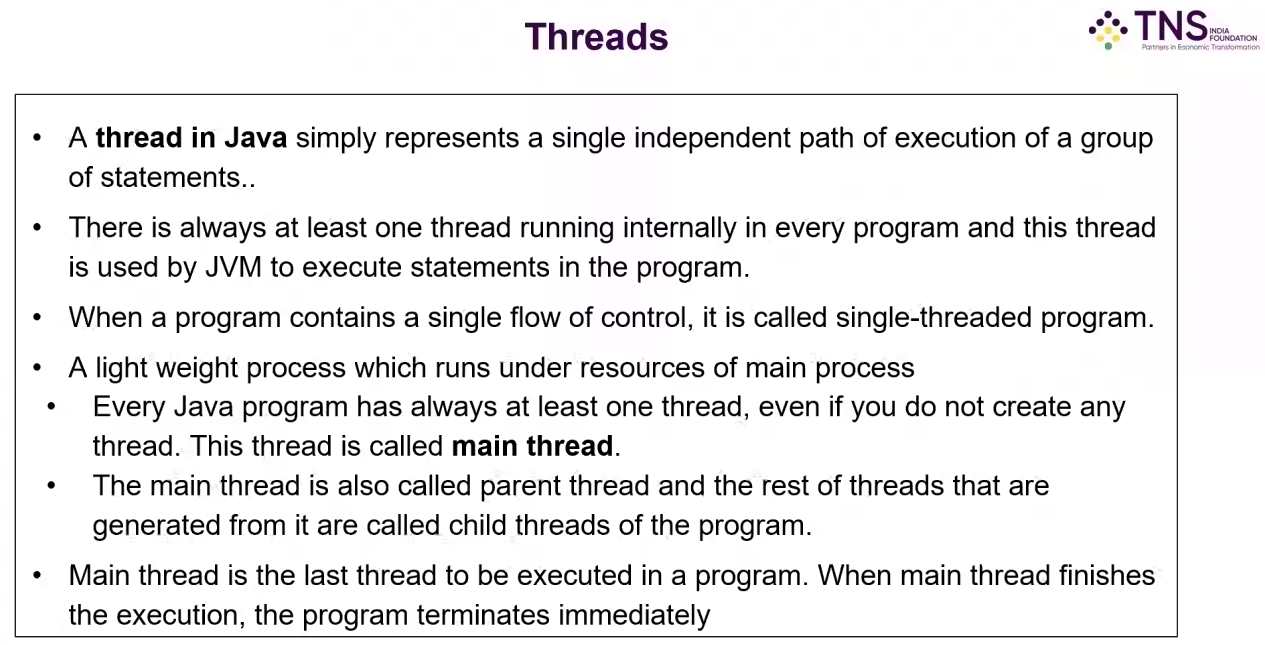 Threads
TNS INDIA FOUNDATION
Partners in Economic Transformation
• A thread in Java simply represents a single independent path of execution of a group
of statements..
• There is always at least one thread running internally in every program and this thread
is used by JVM to execute statements in the program.
• When a program contains a single flow of control, it is called single-threaded program.
• A light weight process which runs under resources of main process
• Every Java program has always at least one thread, even if you do not create any
thread. This thread is called main thread.
• The main thread is also called parent thread and the rest of threads that are
generated from it are called child threads of the program.
• Main thread is the last thread to be executed in a program. When main thread finishes
the execution, the program terminates immediately